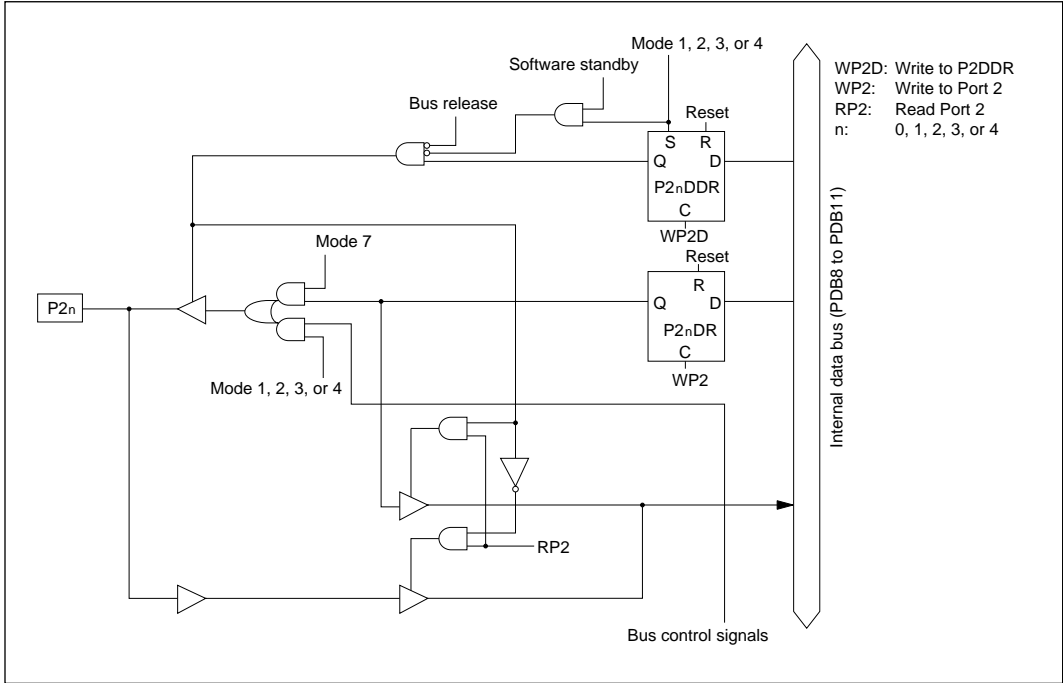 Mode 1, 2, 3, or 4
Software standby
Bus release
Reset
S R
Q D
P2nDDR
C
WP2D
WP2D: Write to P2DDR
WP2: Write to Port 2
RP2: Read Port 2
n: 0, 1, 2, 3, or 4
Mode 7
Reset
R
Q D
P2nDR
C
WP2
P2n
Mode 1, 2, 3, or 4
Internal data bus (PDB8 to PDB11)
RP2
Bus control signals